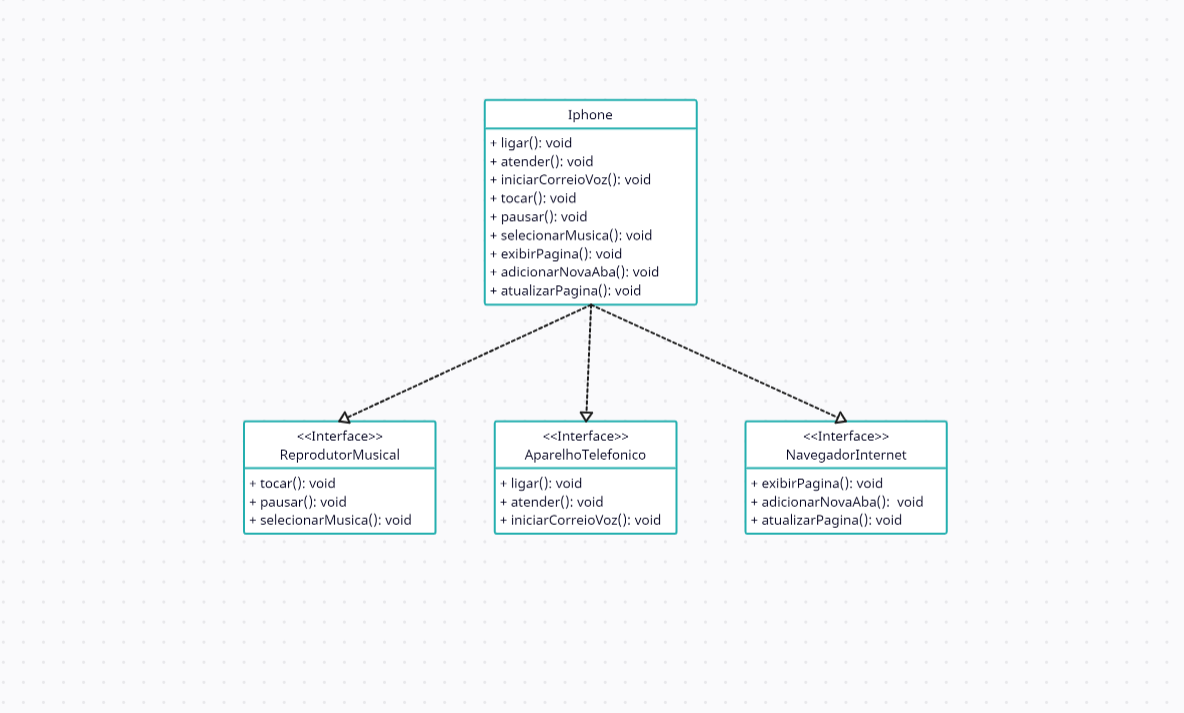 Iphone
+ ligar(): void
+ atender(): void
+ iniciarCorreioVoz(): void
+ tocar(): void
+ pausar(): void
+ selecionarMusica(): void
+ exibirPagina(): void
+ adicionarNovaAba(): void
+ atualizarPagina(): void
<<Interface>>
ReprodutorMusical
+ tocar(): void
+ pausar(): void
+ selecionarMusica(): void
<<Interface>>
AparelhoTelefonico
+ ligar(): void
+ atender(): void
+ iniciarCorreioVoz(): void
<<Interface>>
NavegadorInternet
+ exibirPagina(): void
+ adicionarNovaAba():  void
+ atualizarPagina(): void